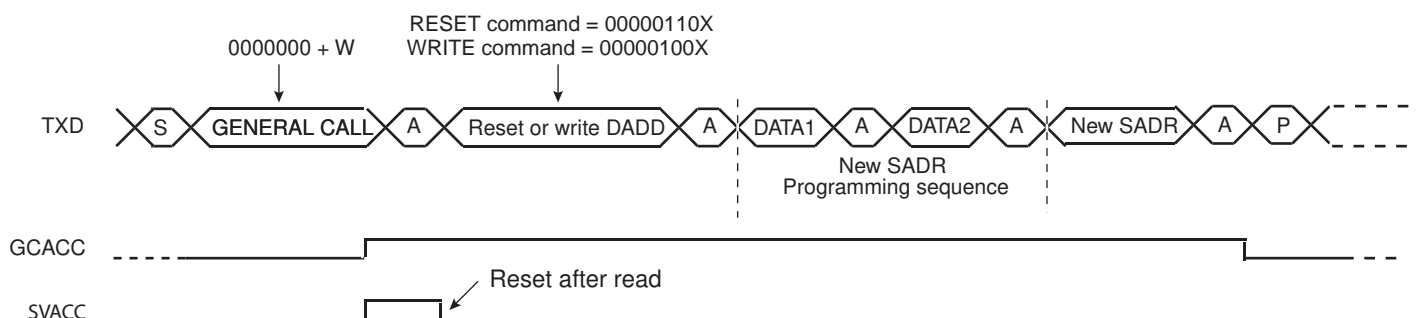 RESET command = 00000110X
0000000 + W WRITE command = 00000100X
TXD S GENERAL CALL A Reset or write DADD A DATA1 A DATA2 A New SADR A P
New SADR
Programming sequence
GCACC
Reset after read
SVACC